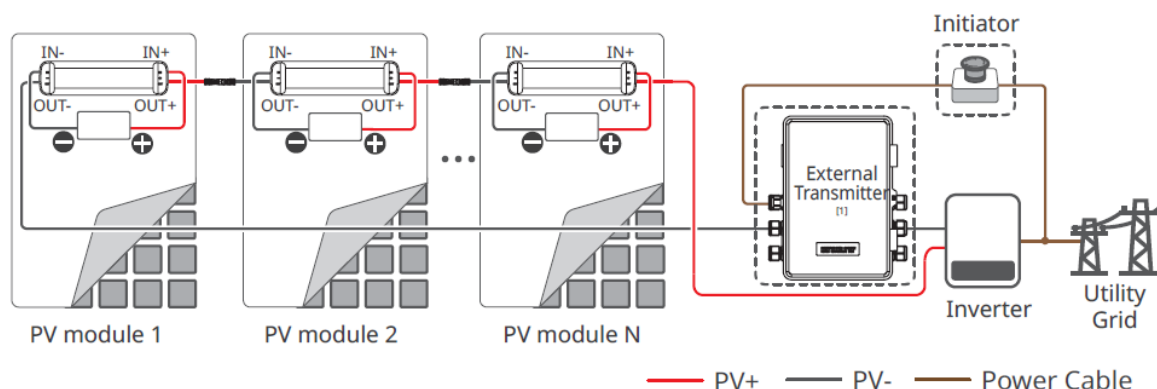 Initiator
IN- IN+
OUT- OUT+
IN- IN+
OUT- OUT+
IN- IN+
OUT- OUT+
External
Transmitter
[1]
PV module 1
PV module 2
PV module N
Inverter
Utility
Grid
PV+
PV-
Power Cable